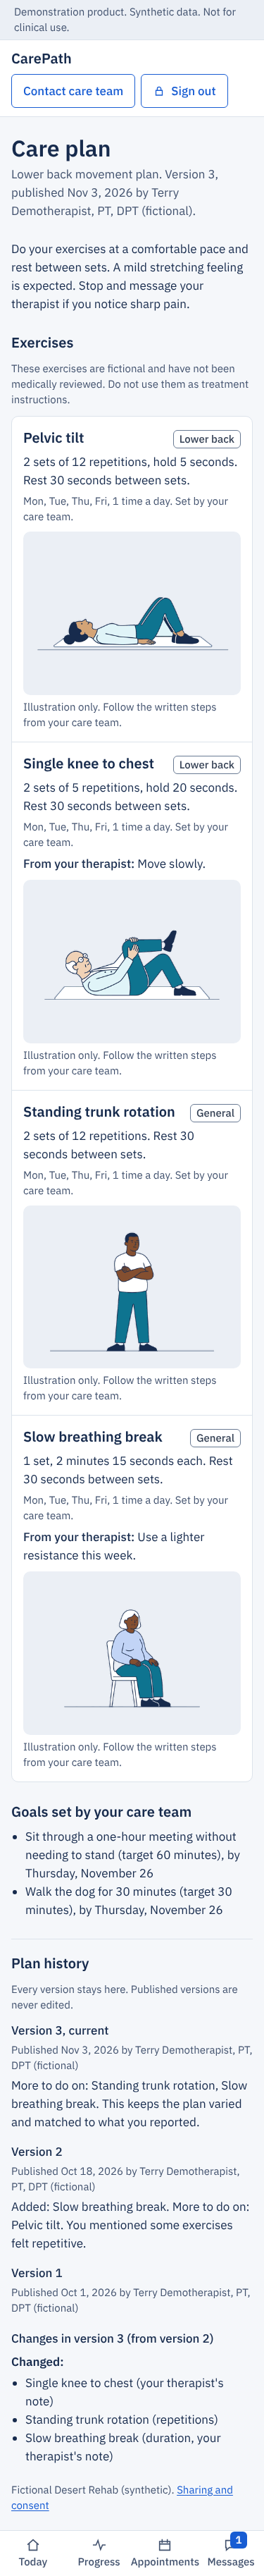 Demonstration product. Synthetic data. Not for
clinical use.
CarePath
Contact care team
Sign out
Care plan
Lower back movement plan. Version 3,
published Nov 3, 2026 by Terry
Demotherapist, PT, DPT (fictional).
Do your exercises at a comfortable pace and
rest between sets. A mild stretching feeling
is expected. Stop and message your
therapist if you notice sharp pain.
Exercises
These exercises are fictional and have not been
medically reviewed. Do not use them as treatment
instructions.
Pelvic tilt
Lower back
2 sets of 12 repetitions, hold 5 seconds.
Rest 30 seconds between sets.
Mon, Tue, Thu, Fri, 1 time a day. Set by your
care team.
Illustration only. Follow the written steps
from your care team.
Single knee to chest
Lower back
2 sets of 5 repetitions, hold 20 seconds.
Rest 30 seconds between sets.
Mon, Tue, Thu, Fri, 1 time a day. Set by your
care team.
From your therapist: Move slowly.
Illustration only. Follow the written steps
from your care team.
Standing trunk rotation
General
2 sets of 12 repetitions. Rest 30
seconds between sets.
Mon, Tue, Thu, Fri, 1 time a day. Set by your
care team.
Illustration only. Follow the written steps
from your care team.
Slow breathing break
General
1 set, 2 minutes 15 seconds each. Rest
30 seconds between sets.
Mon, Tue, Thu, Fri, 1 time a day. Set by your
care team.
From your therapist: Use a lighter
resistance this week.
Illustration only. Follow the written steps
from your care team.
Goals set by your care team
• Sit through a one-hour meeting without
needing to stand (target 60 minutes), by
Thursday, November 26
• Walk the dog for 30 minutes (target 30
minutes), by Thursday, November 26
Plan history
Every version stays here. Published versions are
never edited.
Version 3, current
Published Nov 3, 2026 by Terry Demotherapist, PT,
DPT (fictional)
More to do on: Standing trunk rotation, Slow
breathing break. This keeps the plan varied
and matched to what you reported.
Version 2
Published Oct 18, 2026 by Terry Demotherapist,
PT, DPT (fictional)
Added: Slow breathing break. More to do on:
Pelvic tilt. You mentioned some exercises
felt repetitive.
Version 1
Published Oct 1, 2026 by Terry Demotherapist, PT,
DPT (fictional)
Changes in version 3 (from version 2)
Changed:
• Single knee to chest (your therapist's
note)
• Standing trunk rotation (repetitions)
• Slow breathing break (duration, your
therapist's note)
Fictional Desert Rehab (synthetic). Sharing and
consent
1
Today
Progress
Appointments
Messages